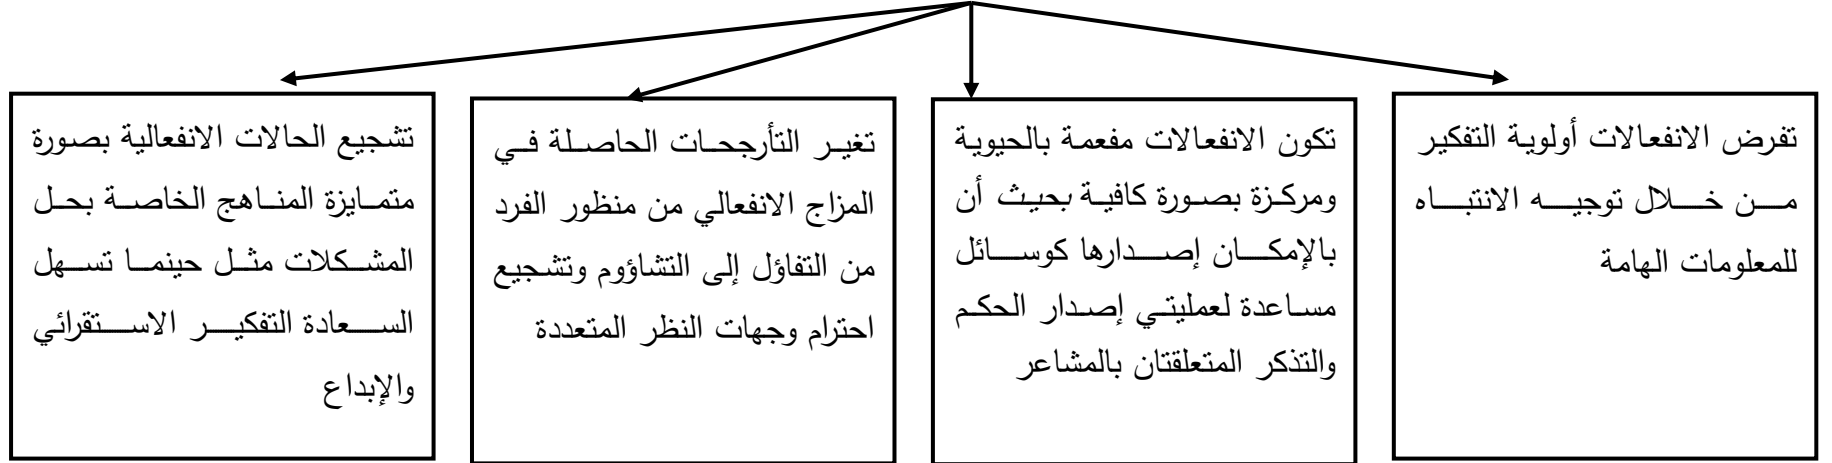 تفرض الانفعالات أولوية التفكير
من خلال توجيه الانتباه
للمعلومات الهامة
تكون الانفعالات مفعمة بالحيوية
ومركزة بصورة كافية بحيث أن
بالإمكان إصدارها كوسائل
مساعدة لعمليتي إصدار الحكم
والتذكر المتعلقتان بالمشاعر
تغير التأرجحات الحاصلة في
المزاج الانفعالي من منظور الفرد
من التفاؤل إلى التشاؤوم وتشجيع
احترام وجهات النظر المتعددة
تشجيع الحالات الانفعالية بصورة
متمايزة المناهج الخاصة بحل
المشكلات مثل حينما تسهل
السعادة التفكير الاستقرائي
والإبداع